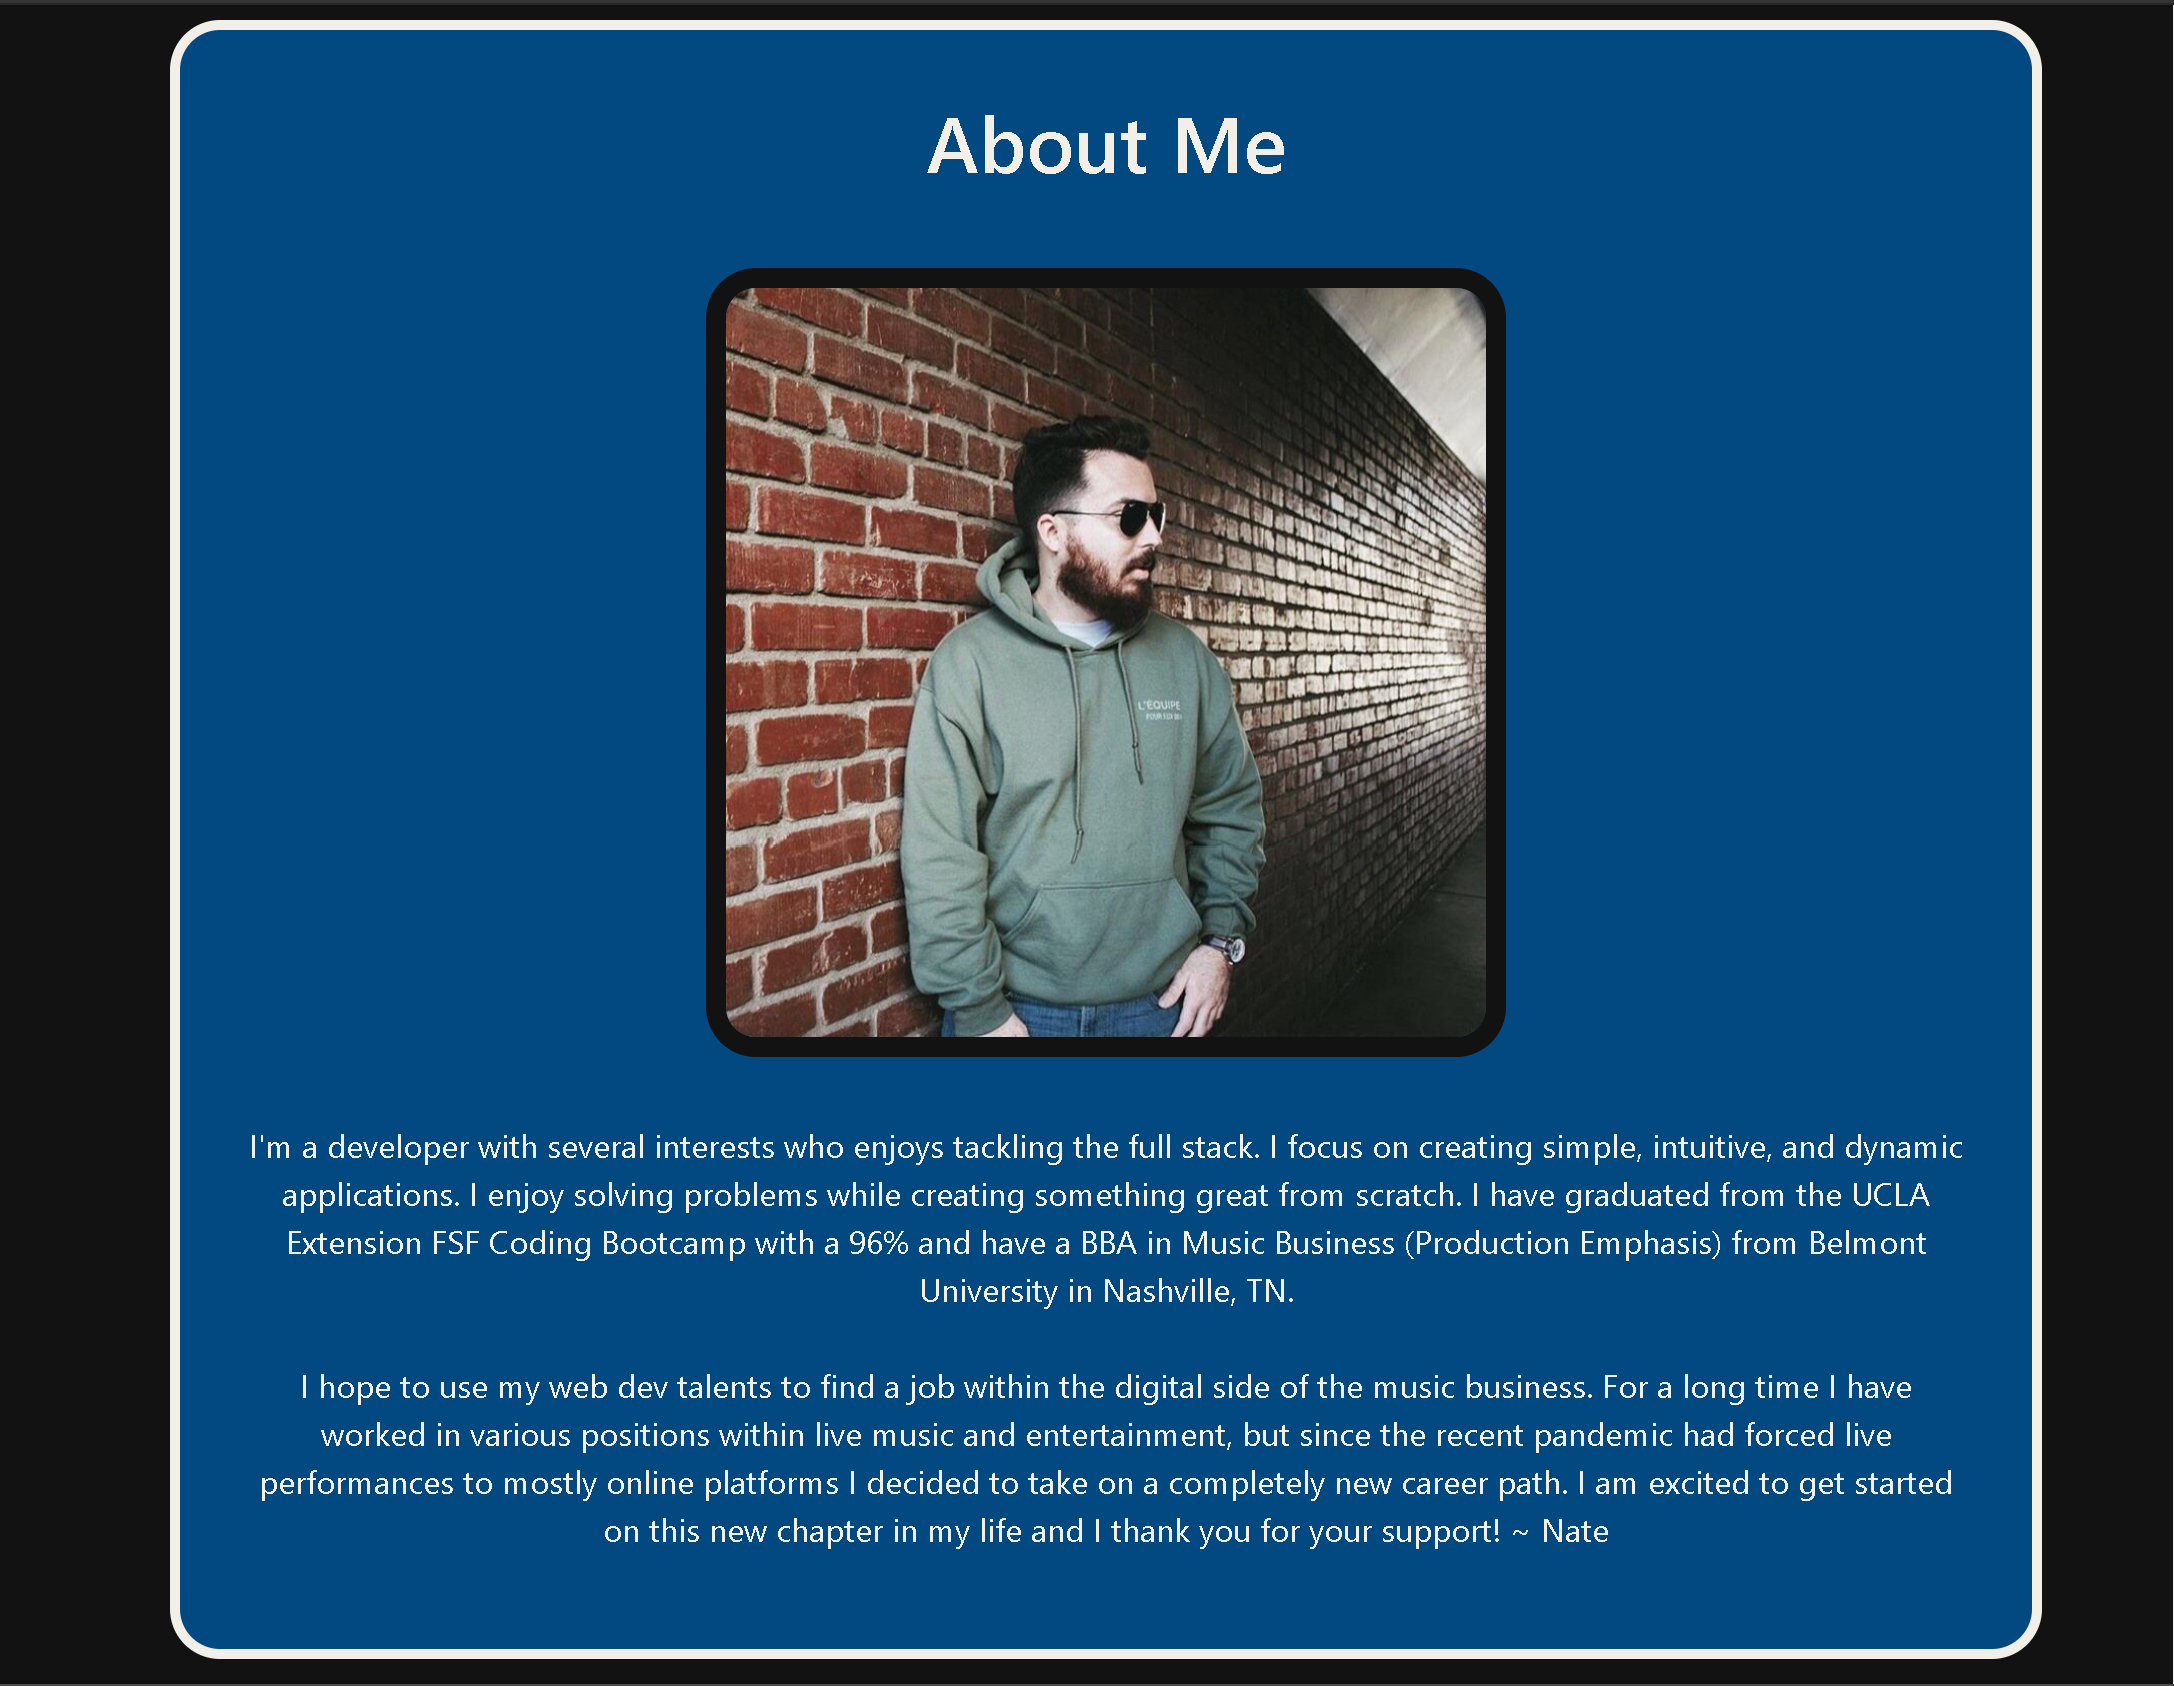 About Me
L'ÉQUIPE
I'm a developer with several interests who enjoys tackling the full stack. I focus on creating simple, intuitive, and dynamic
applications. I enjoy solving problems while creating something great from scratch. I have graduated from the UCLA
Extension FSF Coding Bootcamp with a 96% and have a BBA in Music Business (Production Emphasis) from Belmont
University in Nashville, TN.
I hope to use my web dev talents to find a job within the digital side of the music business. For a long time I have
worked in various positions within live music and entertainment, but since the recent pandemic had forced live
performances to mostly online platforms I decided to take on a completely new career path. I am excited to get started
on this new chapter in my life and I thank you for your support! ~ Nate